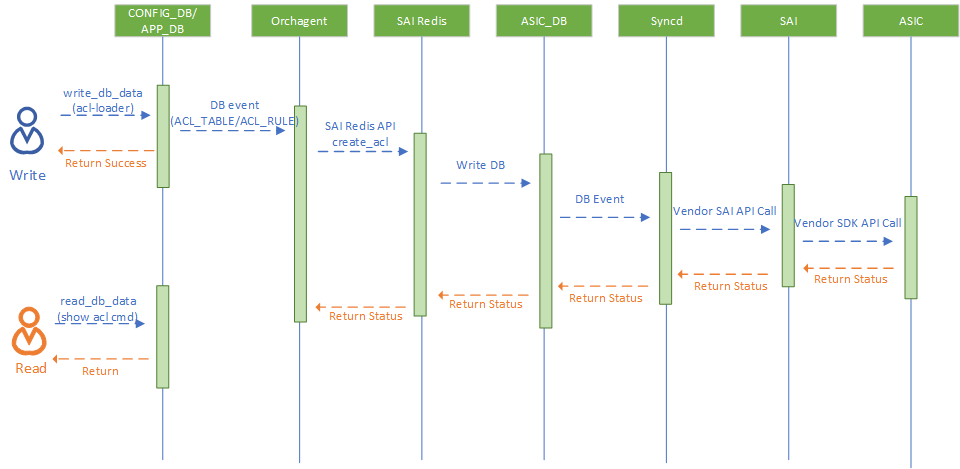 CONFIG_DB/
APP_DB
Orchagent
SAI Redis
ASIC_DB
Syncd
SAI
ASIC
write_db_data
(acl-loader)
DB event
(ACL_TABLE/ACL_RULE)
SAI Redis API
create_acl
Return Success
Write DB
Write
DB Event
Vendor SAI API Call
Vendor SDK API Call
Return Status
Return Status
Return Status
Return Status
Return Status
read_db_data
(show acl cmd)
Read
Return